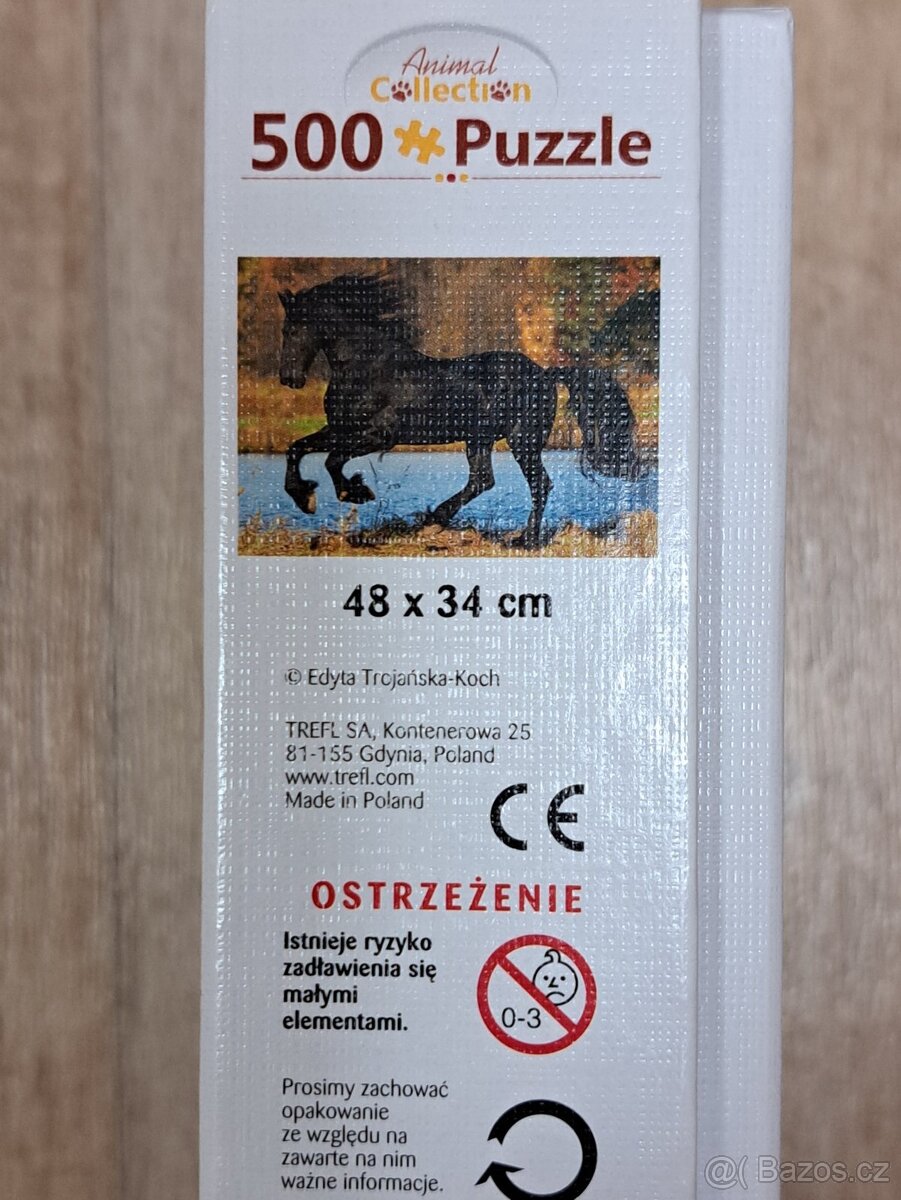 Animal
Collection
500 Puzzle
48 x 34 cm
© Edyta Trojańska-Koch
TREFL SA, Kontenerowa 25
81-155 Gdynia, Poland
www.trefl.com
Made in Poland
CE
OSTRZEŻENIE
Istnieje ryzyko
zadławienia się
małymi
elementami.
0-3
Prosimy zachować
opakowanie
ze względu na
zawarte na nim
ważne informacje.
@( Bazos.cz